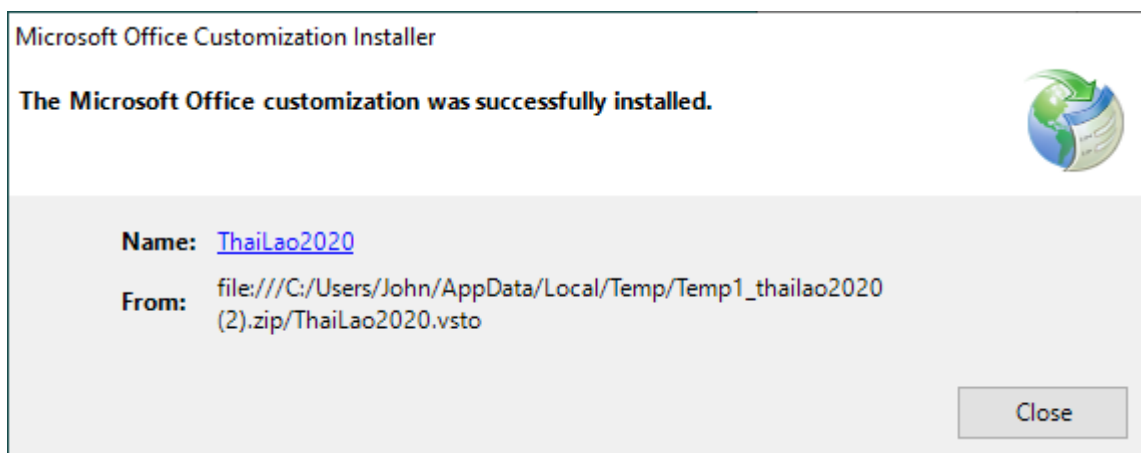 Microsoft Office Customization Installer
The Microsoft Office customization was successfully installed.
Name: ThaiLao2020
From: file:///C:/Users/John/AppData/Local/Temp/Temp1_thailao2020
(2).zip/ThaiLao2020.vsto
Close